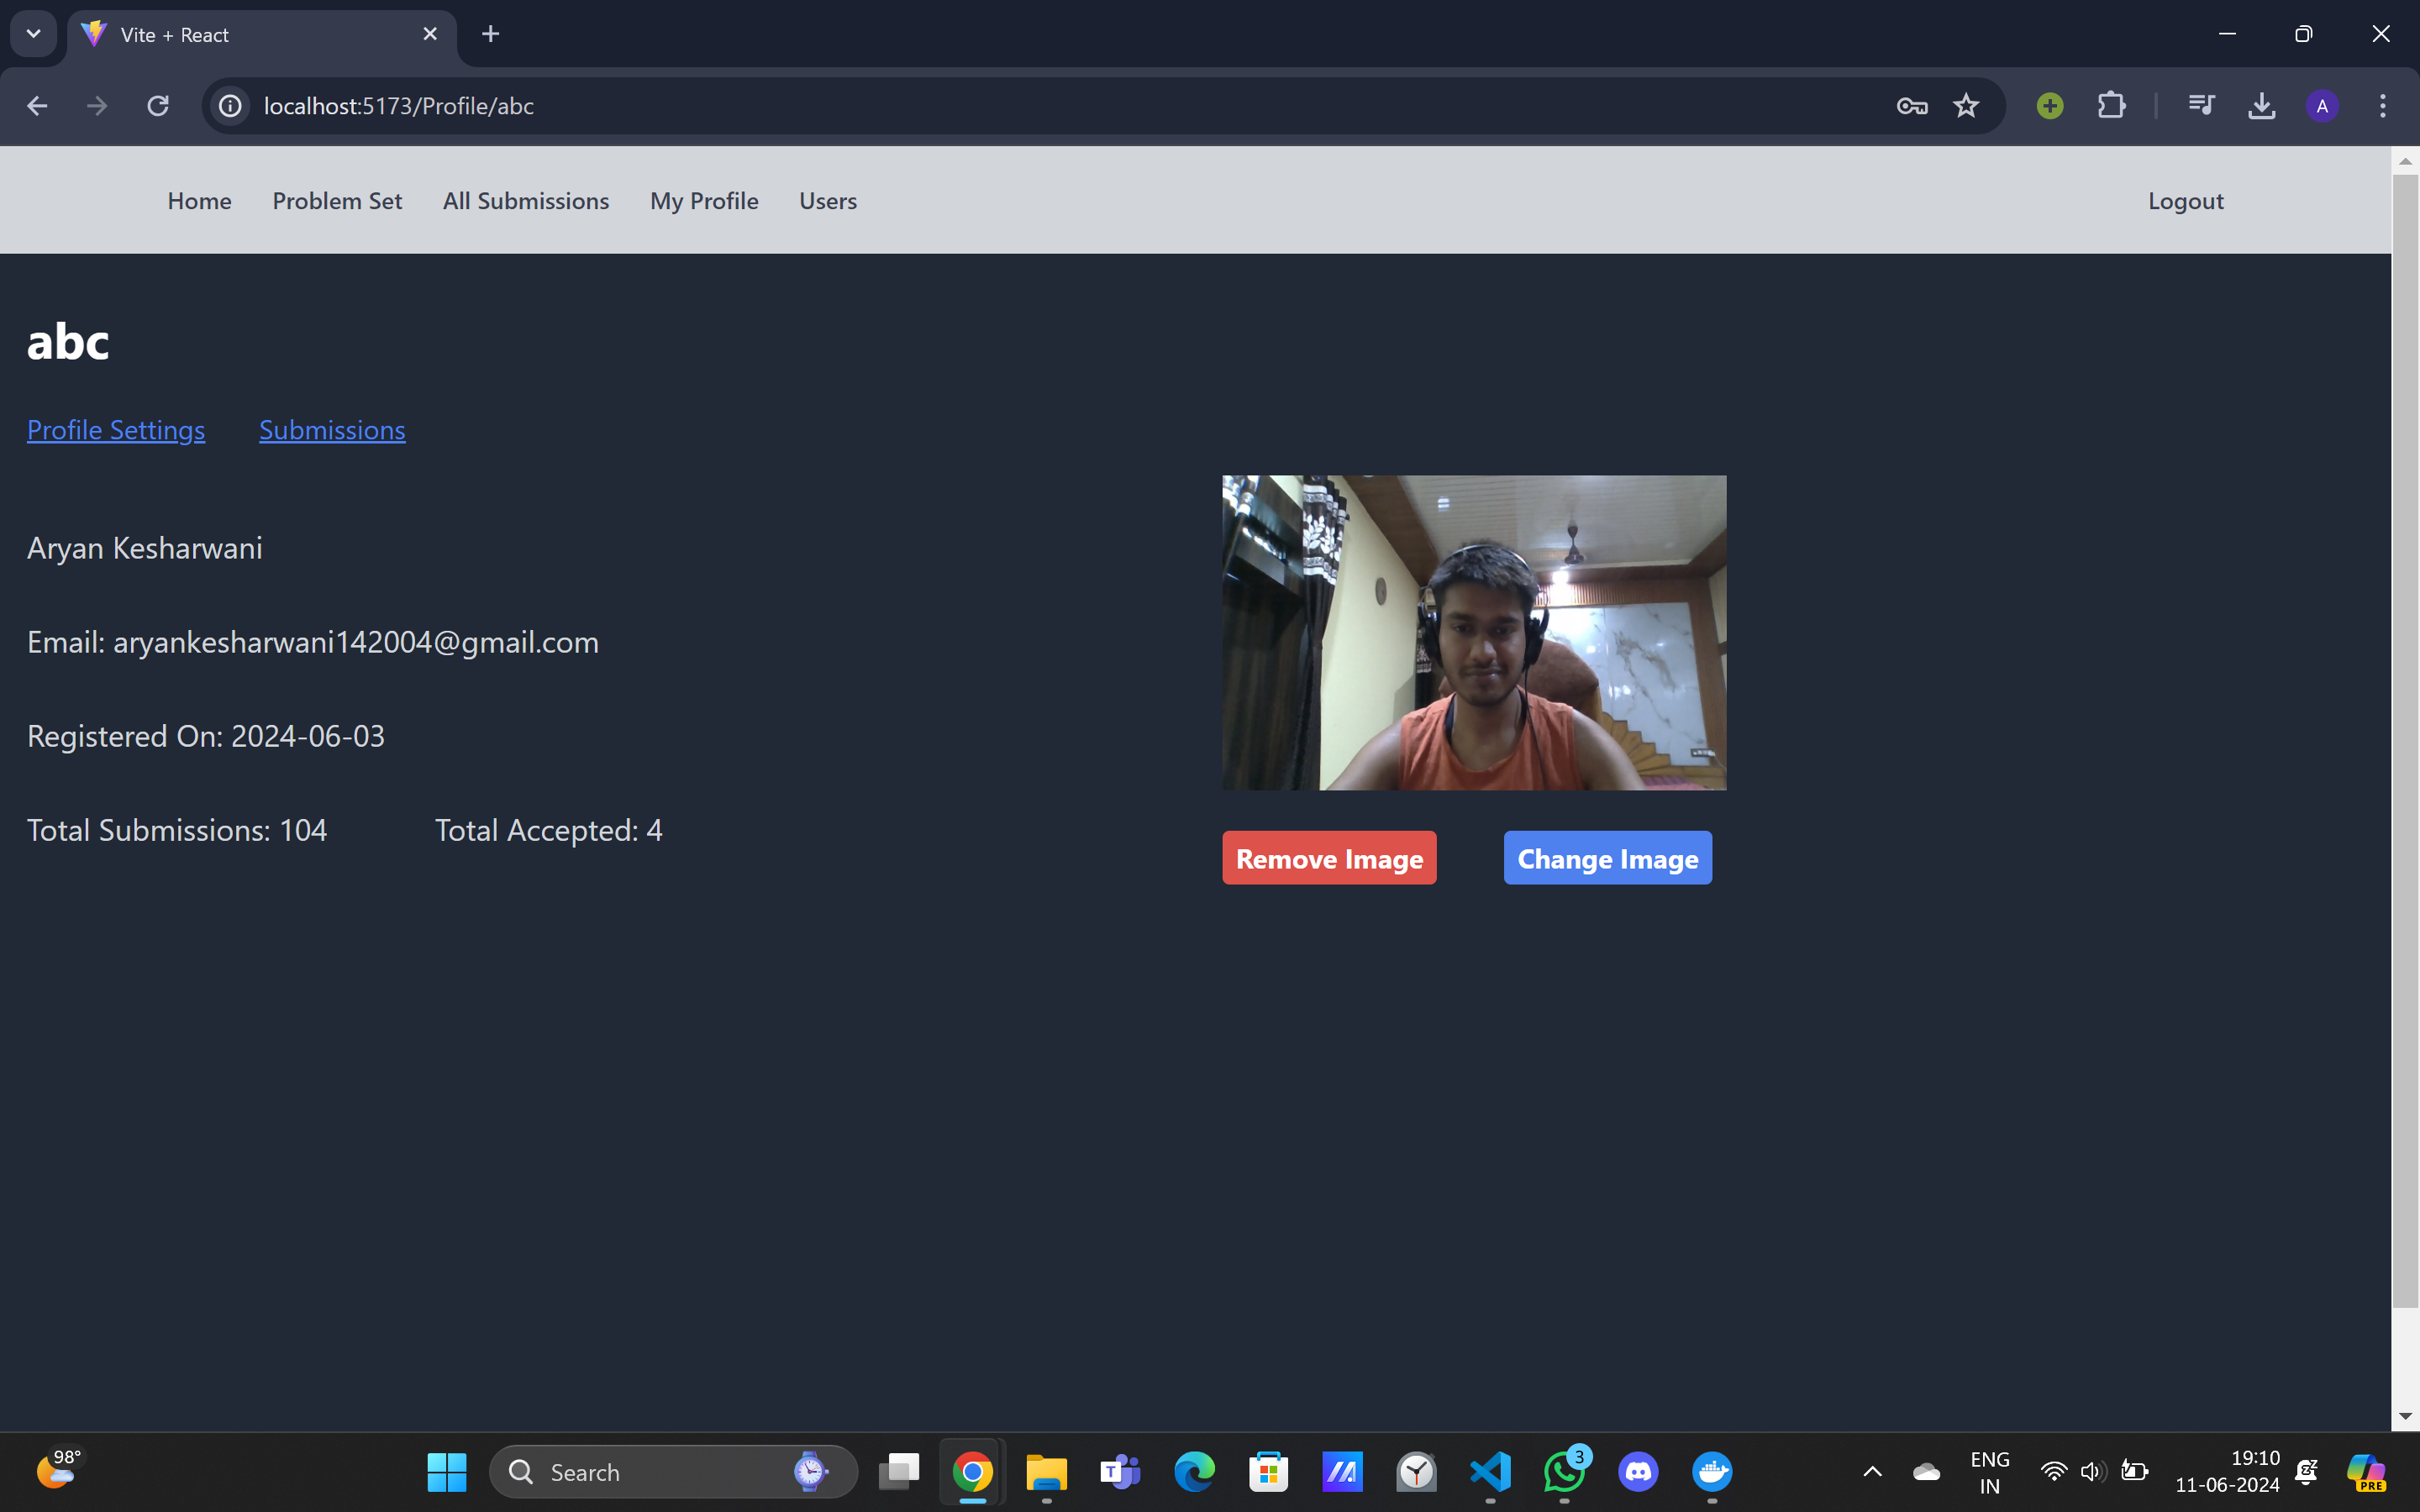 Vite + React
localhost:5173/Profile/abc
A
Home Problem Set All Submissions My Profile Users Logout
abc
Profile Settings Submissions
Aryan Kesharwani
Email: aryankesharwani142004@gmail.com
Registered On: 2024-06-03
Total Submissions: 104 Total Accepted: 4
Remove Image Change Image
98°
Search
T
3
ENG
IN
19:10
11-06-2024
PRE